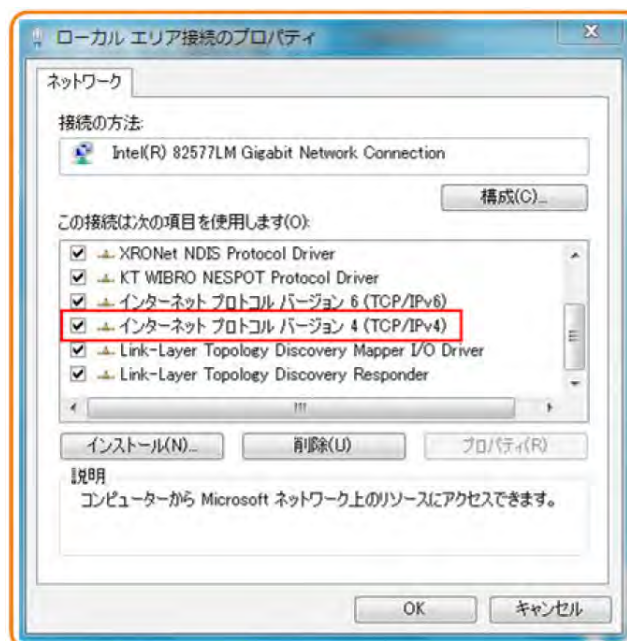 ローカル エリア接続のプロパティ
ネットワーク
接続の方法:
Intel(R) 82577LM Gigabit Network Connection
構成(C)...
この接続は次の項目を使用します(O):
XRONet NDIS Protocol Driver
KT WIBRO NESPOT Protocol Driver
インターネット プロトコル バージョン 6 (TCP/IPv6)
インターネット プロトコル バージョン 4 (TCP/IPv4)
Link-Layer Topology Discovery Mapper I/O Driver
Link-Layer Topology Discovery Responder
インストール(N)...
削除(U)
プロパティ(R)
説明
コンピューターから Microsoft ネットワーク上のリソースにアクセスできます。
OK
キャンセル